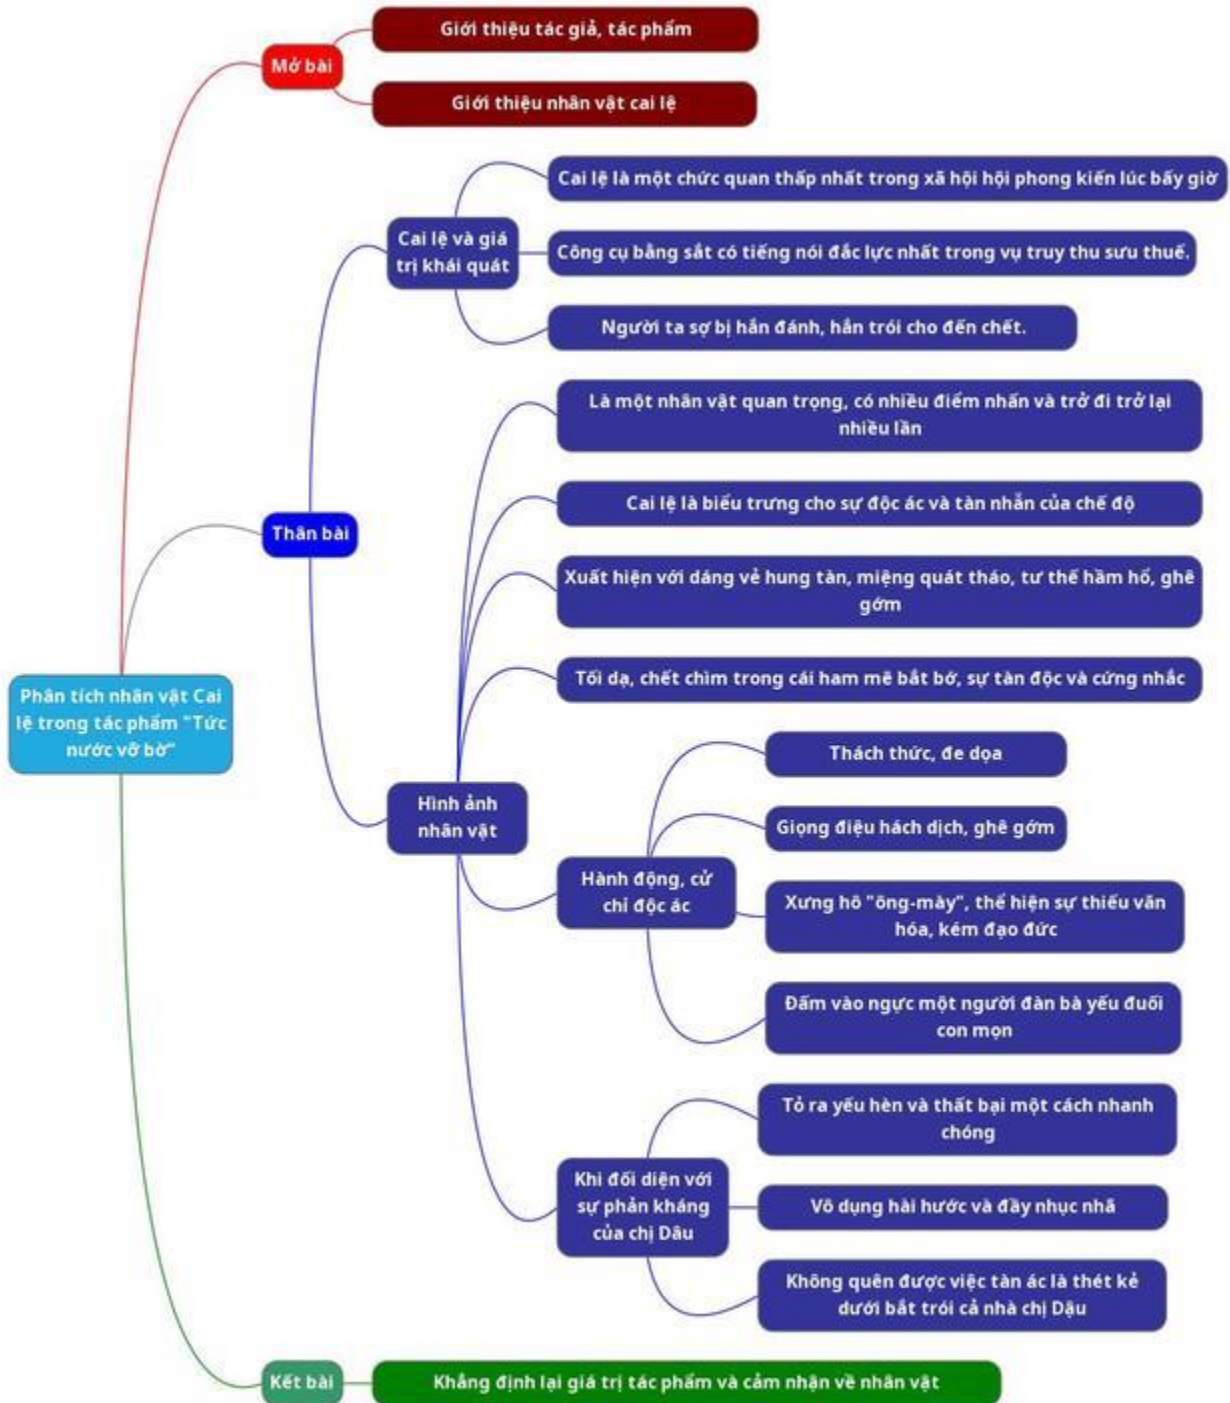 Giới thiệu tác giả, tác phẩm
Mở bài
Giới thiệu nhân vật cai lệ
Cai lệ là một chức quan thấp nhất trong xã hội hội phong kiến lúc bấy giờ
Cai lệ và giá
trị khái quát
Công cụ bằng sắt có tiếng nói đắc lực nhất trong vụ truy thu sưu thuế.
Người ta sợ bị hắn đánh, hắn trói cho đến chết.
Là một nhân vật quan trọng, có nhiều điểm nhấn và trở đi trở lại
nhiều lần
Cai lệ là biểu trưng cho sự độc ác và tàn nhẫn của chế độ
Thân bài
Xuất hiện với dáng vẻ hung tàn, miệng quát tháo, tư thế hầm hổ, ghê
gớm
Tối dạ, chết chìm trong cái ham mê bắt bớ, sự tàn độc và cứng nhắc
Phân tích nhân vật Cai
lệ trong tác phẩm "Tức
nước vỡ bờ"
Hình ảnh
nhân vật
Thách thức, đe dọa
Giọng điệu hách dịch, ghê gớm
Hành động, cử
chỉ độc ác
Xưng hô "ông-mày", thể hiện sự thiếu văn
hóa, kém đạo đức
Đấm vào ngực một người đàn bà yếu đuối
con mọn
Tỏ ra yếu hèn và thất bại một cách nhanh
chóng
Khi đối diện với
sự phản kháng
của chị Dâu
Vô dụng hài hước và đầy nhục nhã
Không quên được việc tàn ác là thét kẻ
dưới bắt trói cả nhà chị Dậu
Kết bài
Khẳng định lại giá trị tác phẩm và cảm nhận về nhân vật